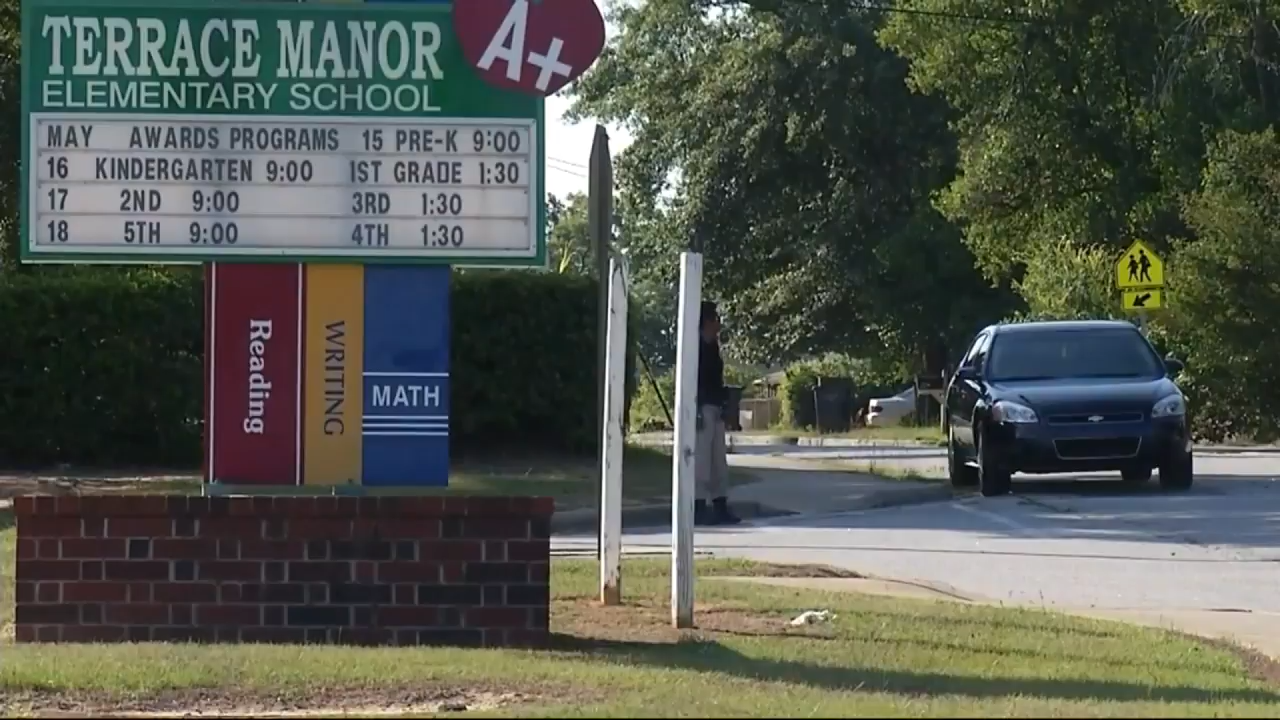 TERRACE MANOR
ELEMENTARY SCHOOL
A+
MAY AWARDS PROGRAMS 15 PRE-K 9:00
16 KINDERGARTEN 9:00 1ST GRADE 1:30
17 2ND 9:00 3RD 1:30
18 5TH 9:00 4TH 1:30
Reading
WRITING
MATH